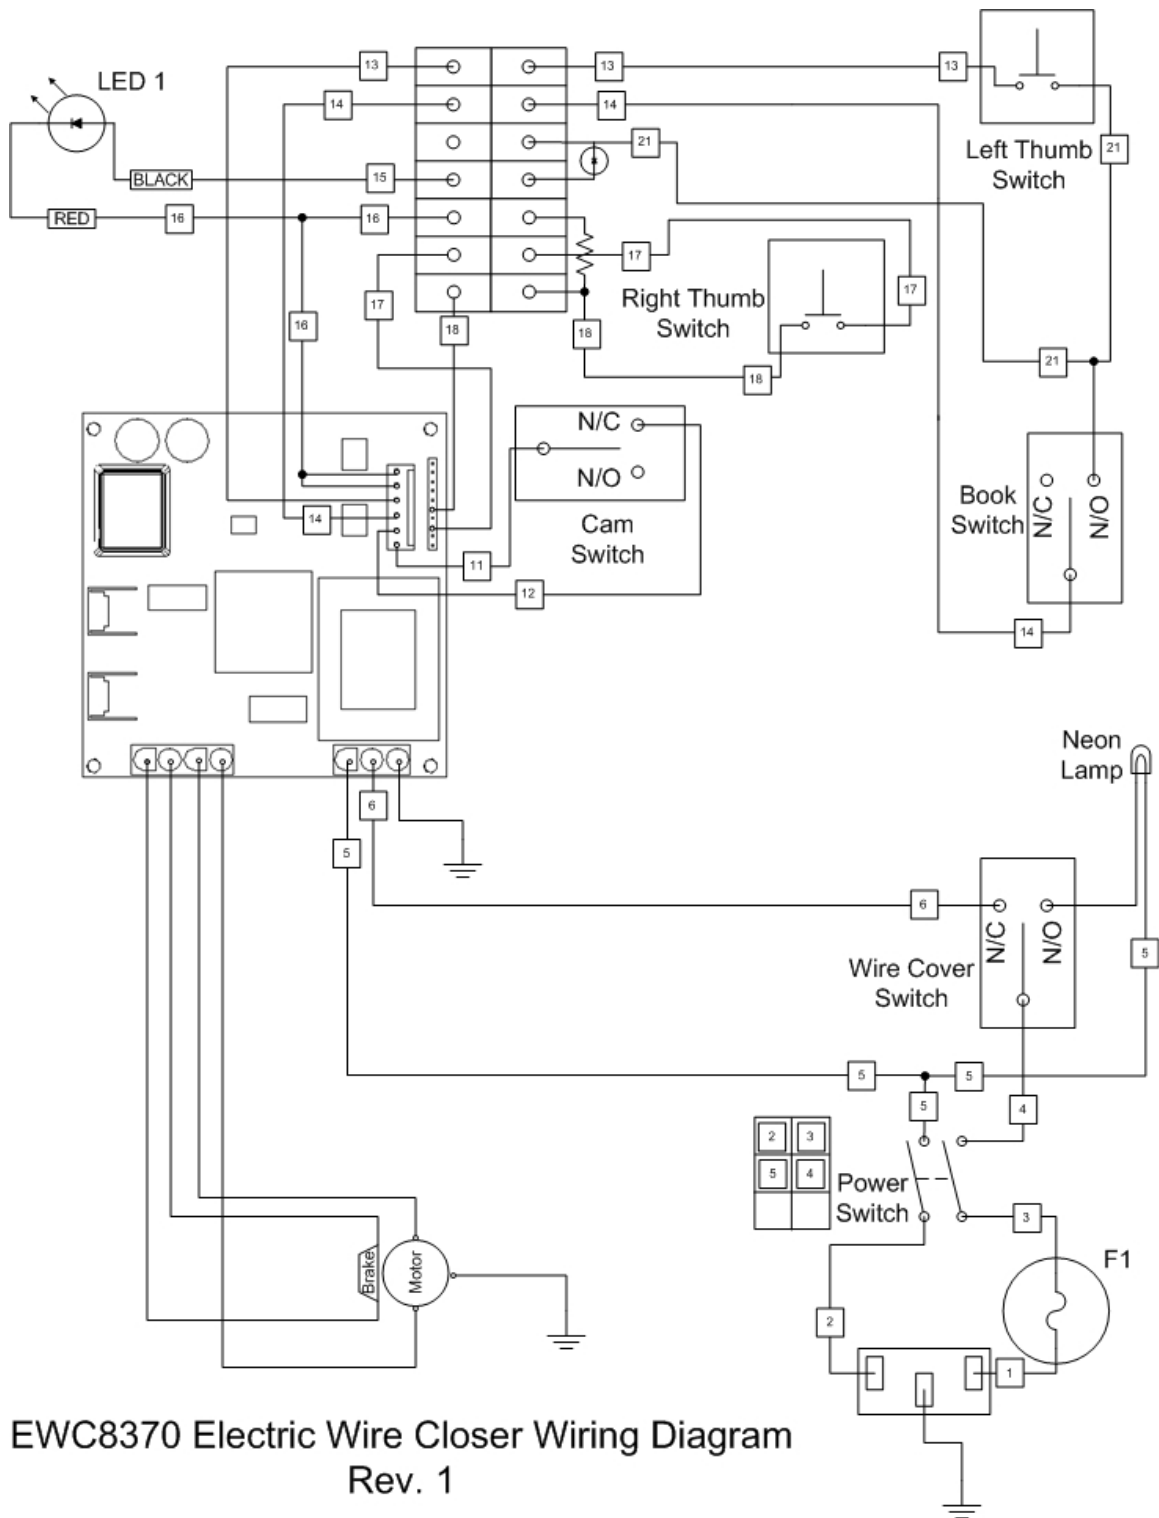 LED 1
13
13
13
14
14
21
21
Left Thumb
Switch
BLACK
15
RED
16
16
17
17
Right Thumb
Switch
17
16
18
18
18
21
N/C
N/O
Cam
Switch
Book
Switch
N/C
N/O
14
11
12
14
Neon
Lamp
6
5
6
N/C
N/O
Wire Cover
Switch
5
5
5
5
4
2
3
5
4
Power
Switch
3
F1
Brake
Motor
2
1
EWC8370 Electric Wire Closer Wiring Diagram
Rev. 1